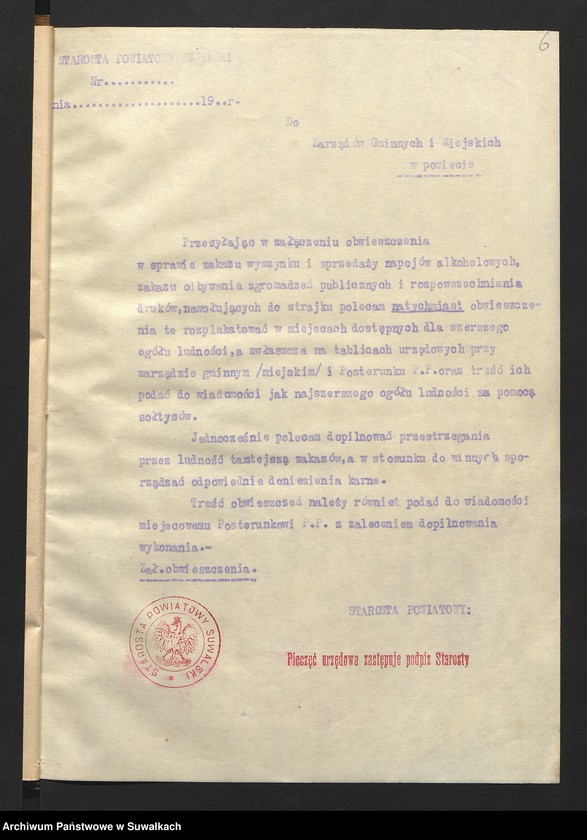 6
STAROSTA POWIATOWY SUWALSKI
Nr...........
nia.....................19..r.
Do
Zarządów Gminnych i Miejskich
w powiecie
Przesyłając w załączeniu obwieszczenia
w sprawie zakazu wyszynku i sprzedaży napojów alkoholowych,
zakazu odbywania zgromadzeń publicznych i rozpowszechniania
druków,nawołujących do strajku polecam natychmiast obwieszcze-
nia te rozplakatować w miejscach dostępnych dla szerszego
ogółu ludności,a zwłaszcza na tablicach urzędowych przy
zarządzie gminnym /miejskim/ i Posterunku P.P.oraz treść ich
podać do wiadomości jak najszerszego ogółu ludności za pomocą
sołtysów.
Jednocześnie polecam dopilnować przestrzegania
przez ludność tamtejszą zakazów,a w stosunku do winnych spo-
rządzać odpowiednie doniesienia karne.
Treść obwieszczeń należy również podać do wiadomości
miejscowemu Posterunkowi P.P. z zaleceniem dopilnowania
wykonania.-
Zał.obwieszczenia.
STAROSTA POWIATOWY:
STAROSTA POWIATOWY SUWALSKI
Pieczęć urzędowa zastępuje podpis Starosty
Archiwum Państwowe w Suwałkach